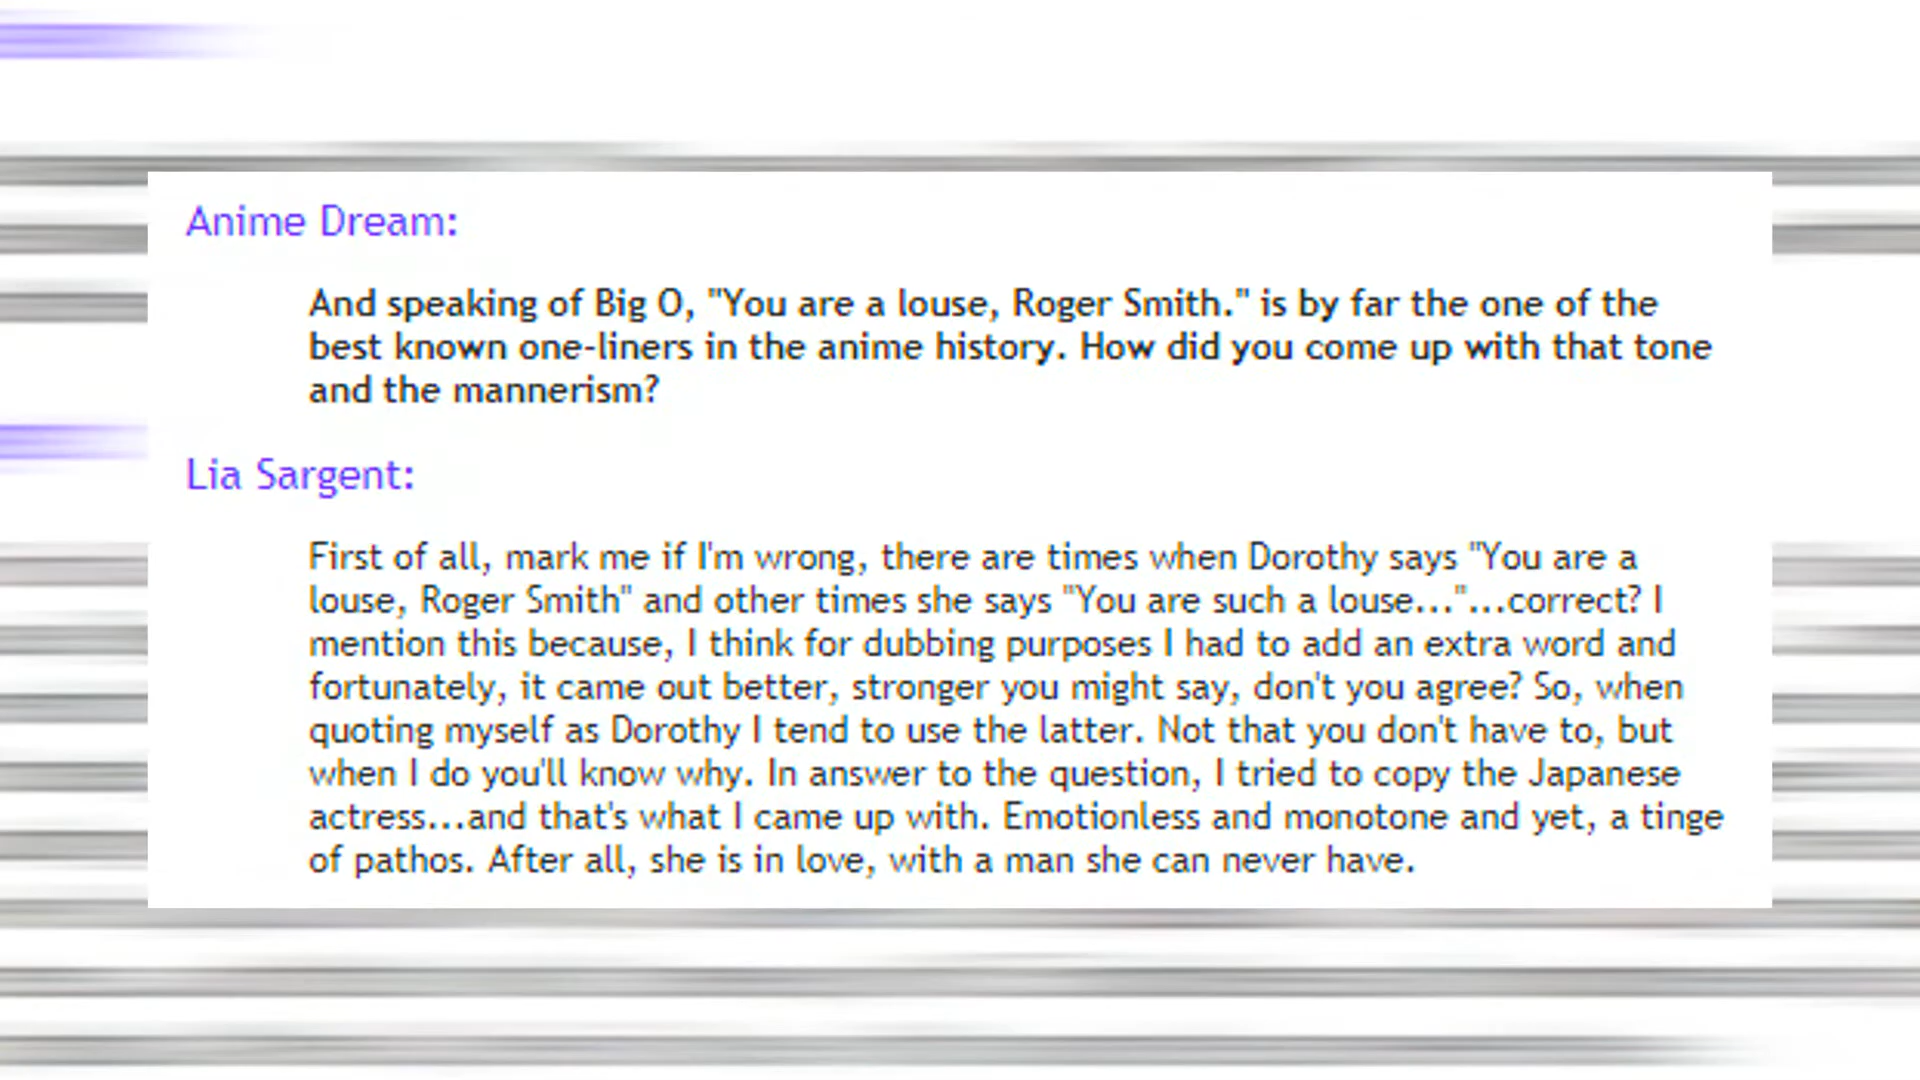 Anime Dream:
And speaking of Big O, "You are a louse, Roger Smith." is by far the one of the
best known one-liners in the anime history. How did you come up with that tone
and the mannerism?
Lia Sargent:
First of all, mark me if I'm wrong, there are times when Dorothy says "You are a
louse, Roger Smith" and other times she says "You are such a louse..."...correct? I
mention this because, I think for dubbing purposes I had to add an extra word and
fortunately, it came out better, stronger you might say, don't you agree? So, when
quoting myself as Dorothy I tend to use the latter. Not that you don't have to, but
when I do you'll know why. In answer to the question, I tried to copy the Japanese
actress...and that's what I came up with. Emotionless and monotone and yet, a tinge
of pathos. After all, she is in love, with a man she can never have.